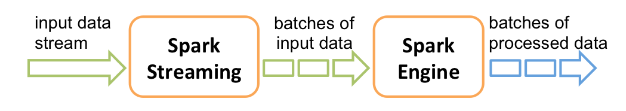 input data
stream
Spark
Streaming
batches of
input data
Spark
Engine
batches of
processed data